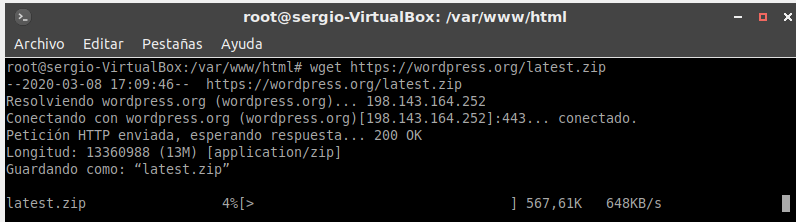 root@sergio-VirtualBox: /var/www/html
Archivo Editar Pestañas Ayuda
root@sergio-VirtualBox:/var/www/html# wget https://wordpress.org/latest.zip
--2020-03-08 17:09:46--  https://wordpress.org/latest.zip
Resolviendo wordpress.org (wordpress.org)... 198.143.164.252
Conectando con wordpress.org (wordpress.org)[198.143.164.252]:443... conectado.
Petición HTTP enviada, esperando respuesta... 200 OK
Longitud: 13360988 (13M) [application/zip]
Guardando como: “latest.zip”
latest.zip 4%[> ] 567,61K 648KB/s